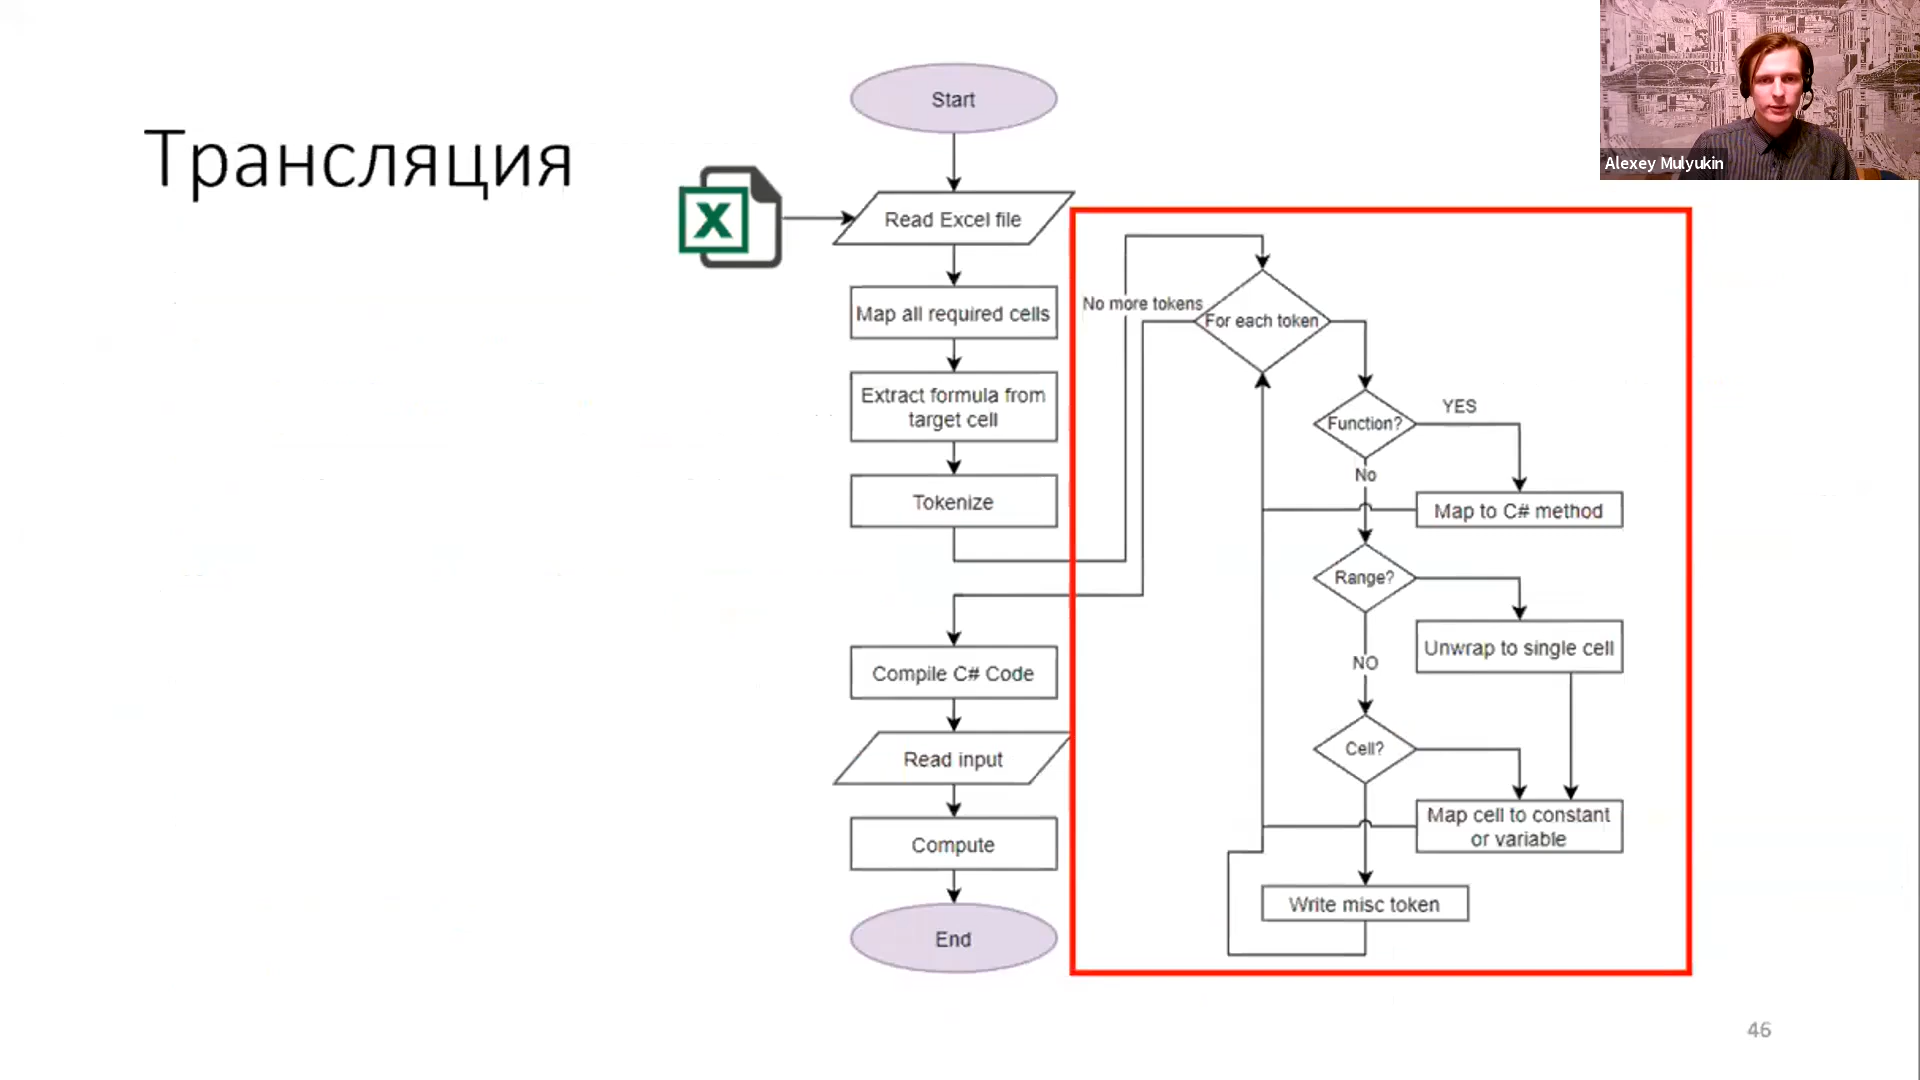 Трансляция
Alexey Mulyukin
Start
X
Read Excel file
Map all required cells
Extract formula from
target cell
Tokenize
Compile C# Code
Read input
Compute
End
No more tokens
For each token
Function?
YES
No
Map to C# method
Range?
Unwrap to single cell
NO
Cell?
Map cell to constant
or variable
Write misc token
46